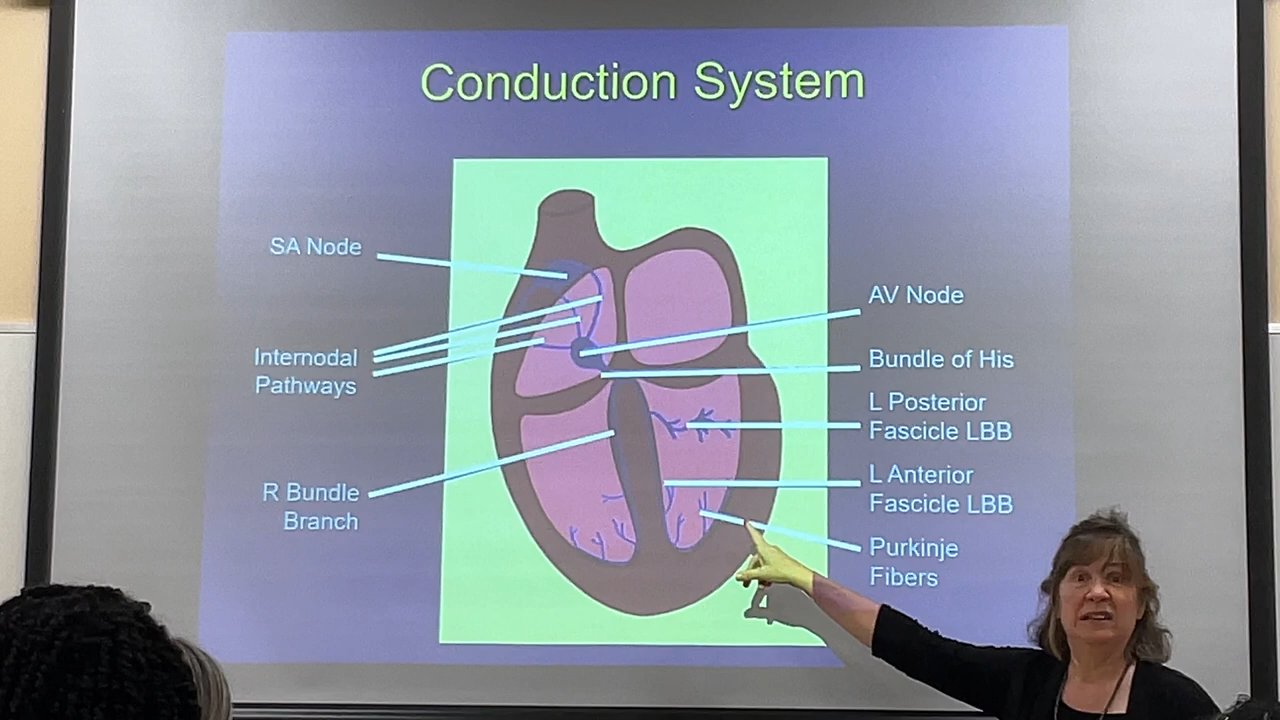 Conduction System
SA Node
Internodal
Pathways
R Bundle
Branch
AV Node
Bundle of His
L Posterior
Fascicle LBB
L Anterior
Fascicle LBB
Purkinje
Fibers